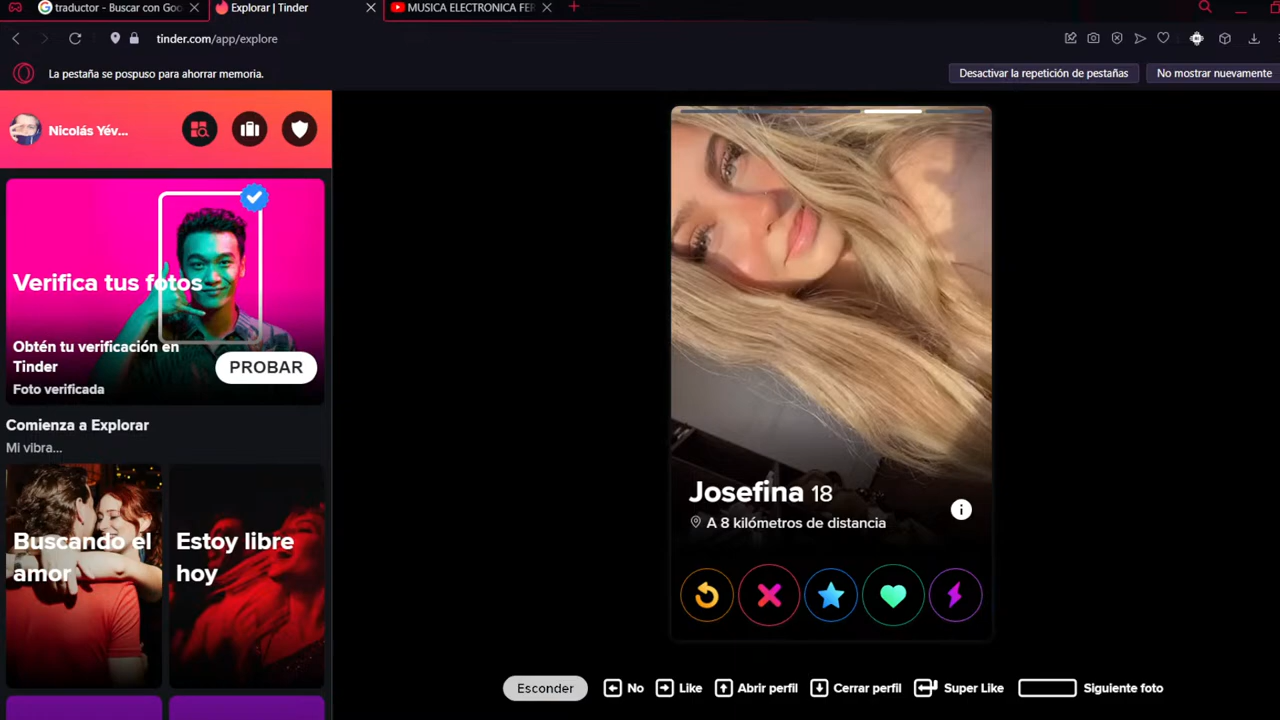 traductor - Buscar con Goo
Explorar | Tinder
MUSICA ELECTRONICA FER
tinder.com/app/explore
La pestaña se pospuso para ahorrar memoria.
Desactivar la repetición de pestañas
No mostrar nuevamente
Nicolás Yév...
Verifica tus fotos
Obtén tu verificación en
Tinder
Foto verificada
PROBAR
Comienza a Explorar
Mi vibra...
Buscando el
amor
Estoy libre
hoy
Josefina 18
A 8 kilómetros de distancia
Esconder
No
Like
Abrir perfil
Cerrar perfil
Super Like
Siguiente foto